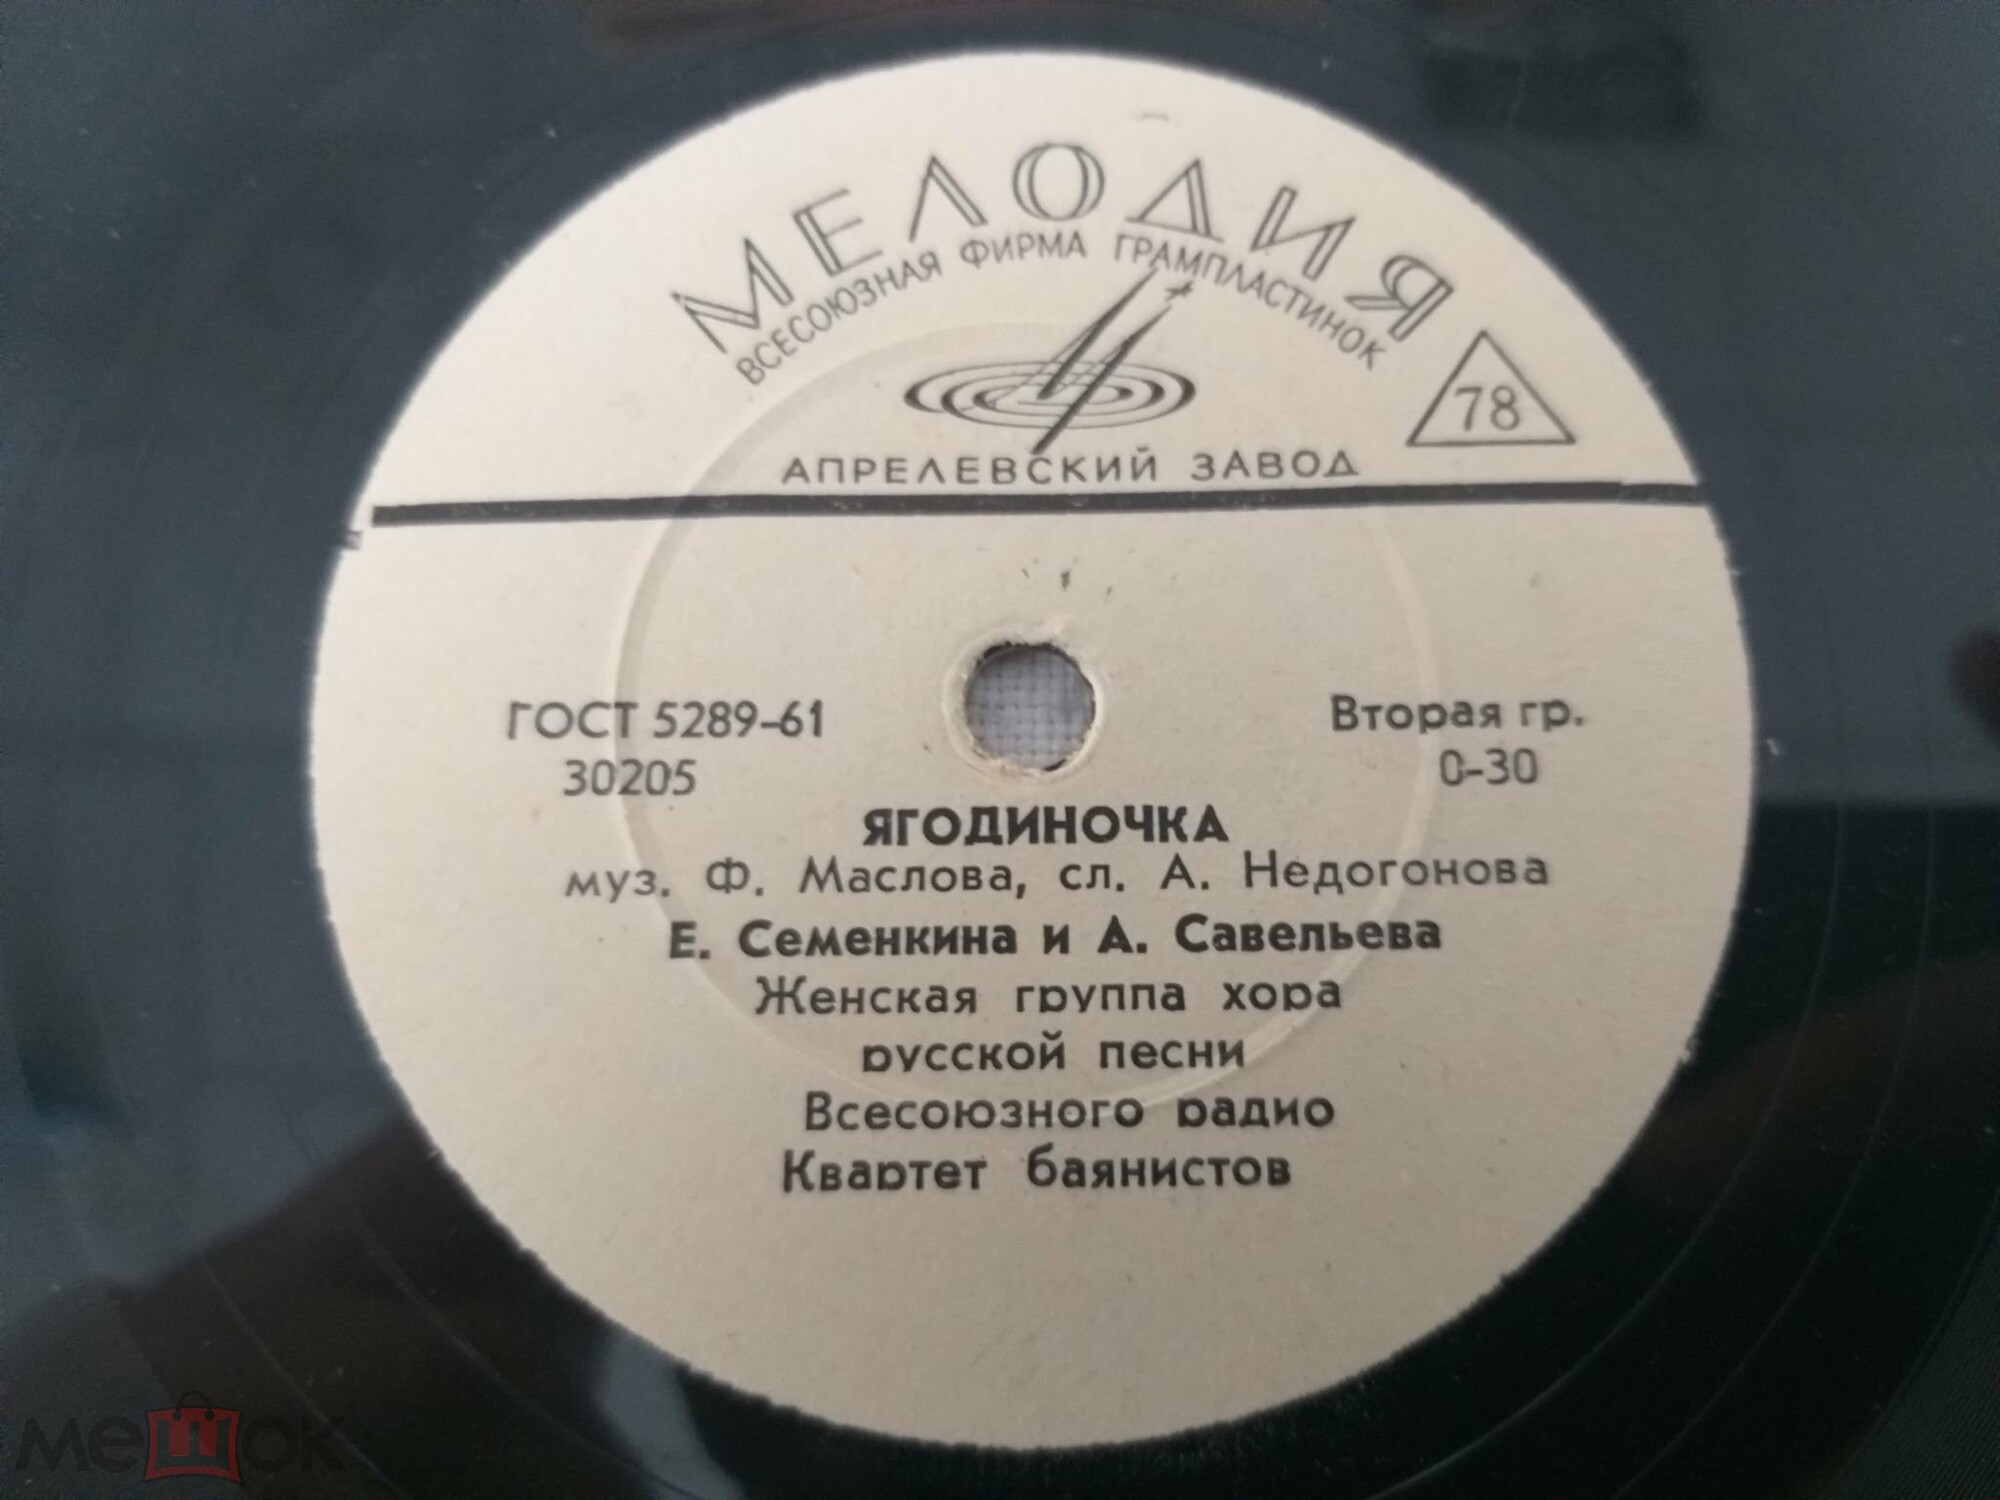 МЕЛОДИЯ
ВСЕСОЮЗНАЯ ФИРМА ГРАМПЛАСТИНОК
78
АПРЕЛЕВСКИЙ ЗАВОД
ГОСТ 5289-61
Вторая гр.
30205
0-30
ЯГОДИНОЧКА
муз. Ф. Маслова, сл. А. Недогонова
Е. Семенкина и А. Савельева
Женская группа хора
русской песни
Всесоюзного радио
Квартет баянистов
мешок